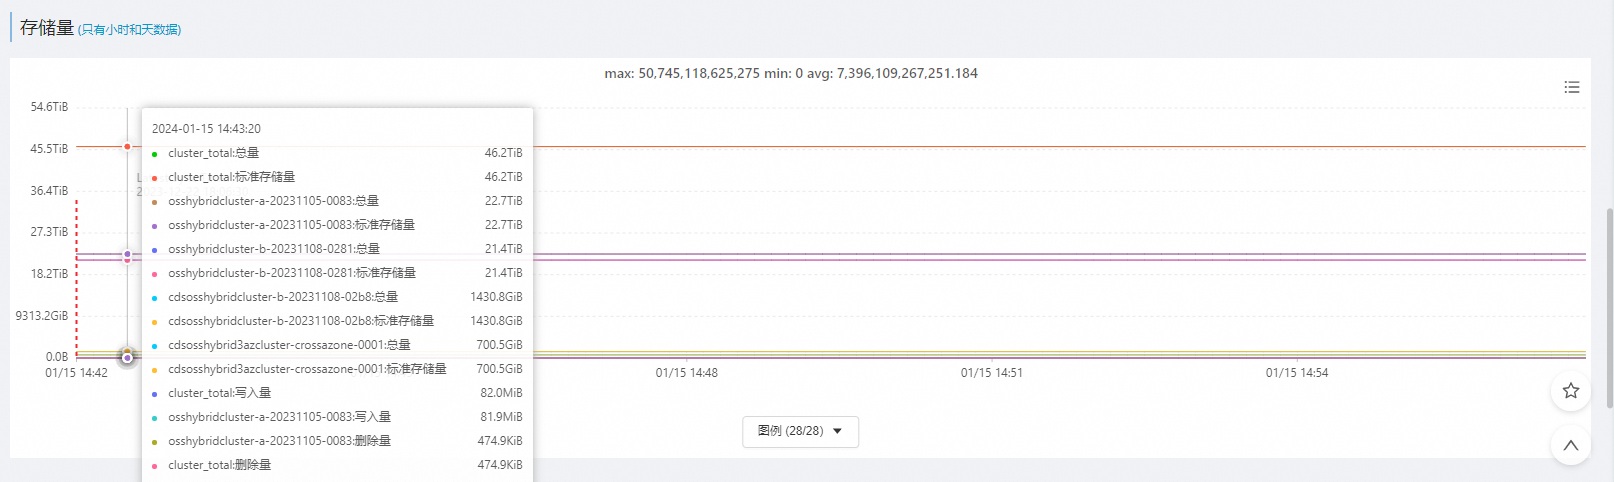 存储量 (只有小时和天数据)
max: 50,745,118,625,275 min: 0 avg: 7,396,109,267,251.184
54.6TiB
45.5TiB
36.4TiB
27.3TiB
18.2TiB
9313.2GiB
0.0B
2024-01-15 14:43:20
cluster_total:总量 46.2TiB
cluster_total:标准存储量 46.2TiB
osshybridcluster-a-20231105-0083:总量 22.7TiB
osshybridcluster-a-20231105-0083:标准存储量 22.7TiB
osshybridcluster-b-20231108-0281:总量 21.4TiB
osshybridcluster-b-20231108-0281:标准存储量 21.4TiB
cdsosshybridcluster-b-20231108-02b8:总量 1430.8GiB
cdsosshybridcluster-b-20231108-02b8:标准存储量 1430.8GiB
cdsosshybrid3azcluster-crossazone-0001:总量 700.5GiB
cdsosshybrid3azcluster-crossazone-0001:标准存储量 700.5GiB
cluster_total:写入量 82.0MiB
osshybridcluster-a-20231105-0083:写入量 81.9MiB
osshybridcluster-a-20231105-0083:删除量 474.9KiB
cluster_total:删除量 474.9KiB
01/15 14:42
01/15 14:48
01/15 14:51
01/15 14:54
图例 (28/28)